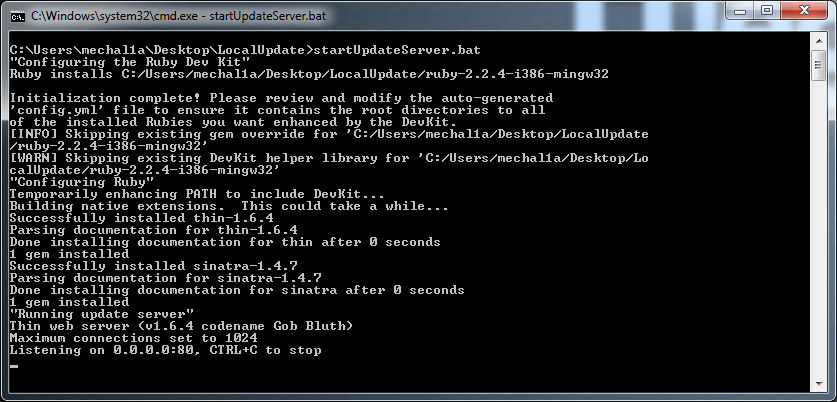 C:\Windows\system32\cmd.exe - startUpdateServer.bat
C:\Users\mechal1a\Desktop\LocalUpdate>startUpdateServer.bat
"Configuring the Ruby Dev Kit"
Ruby installs C:/Users/mechal1a/Desktop/LocalUpdate/ruby-2.2.4-i386-mingw32
Initialization complete! Please review and modify the auto-generated
'config.yml' file to ensure it contains the root directories to all
of the installed Rubies you want enhanced by the DevKit.
[INFO] Skipping existing gem override for 'C:/Users/mechal1a/Desktop/LocalUpdate
/ruby-2.2.4-i386-mingw32'
[WARN] Skipping existing DevKit helper library for 'C:/Users/mechal1a/Desktop/Lo
calUpdate/ruby-2.2.4-i386-mingw32'
"Configuring Ruby"
Temporarily enhancing PATH to include DevKit...
Building native extensions.  This could take a while...
Successfully installed thin-1.6.4
Parsing documentation for thin-1.6.4
Done installing documentation for thin after 0 seconds
1 gem installed
Successfully installed sinatra-1.4.7
Parsing documentation for sinatra-1.4.7
Done installing documentation for sinatra after 0 seconds
1 gem installed
"Running update server"
Thin web server (v1.6.4 codename Gob Bluth)
Maximum connections set to 1024
Listening on 0.0.0.0:80, CTRL+C to stop